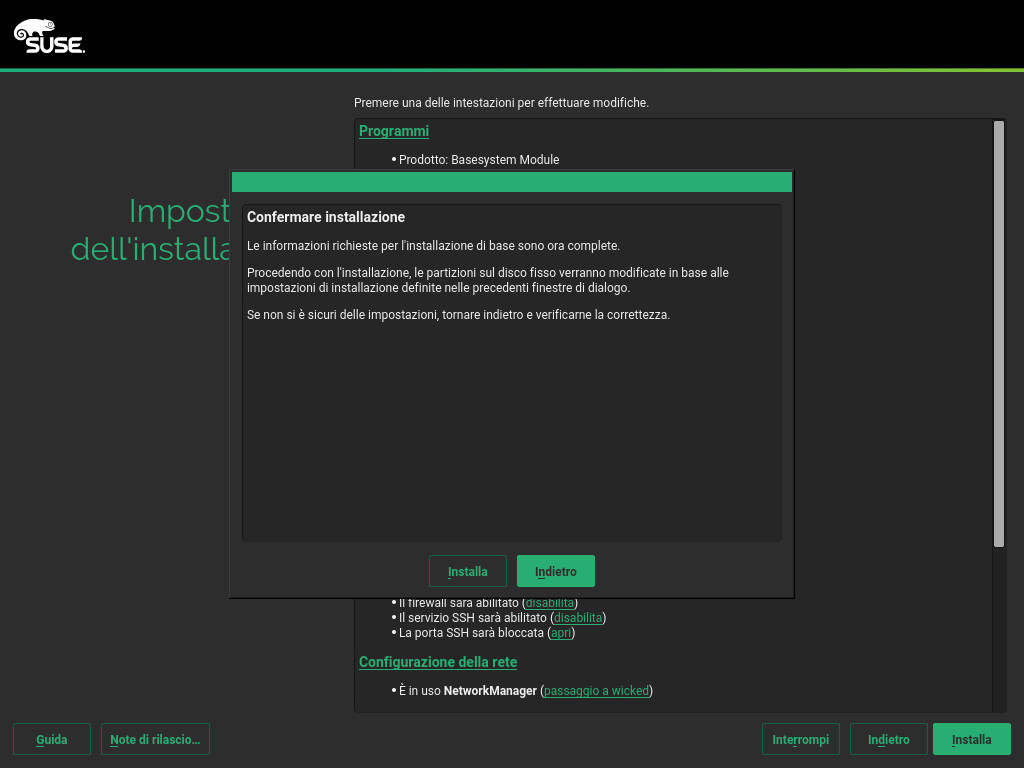 SUSE
Premere una delle intestazioni per effettuare modifiche.
Programmi
• Prodotto: Basesystem Module
Impost
dell'installa
Confermare installazione
Le informazioni richieste per l'installazione di base sono ora complete.
Procedendo con l'installazione, le partizioni sul disco fisso verranno modificate in base alle
impostazioni di installazione definite nelle precedenti finestre di dialogo.
Se non si è sicuri delle impostazioni, tornare indietro e verificarne la correttezza.
Installa
Indietro
• Il firewall sarà abilitato (disabilita)
• Il servizio SSH sarà abilitato (disabilita)
• La porta SSH sarà bloccata (apri)
Configurazione della rete
• È in uso NetworkManager (passaggio a wicked)
Guida
Note di rilascio...
Interrompi
Indietro
Installa